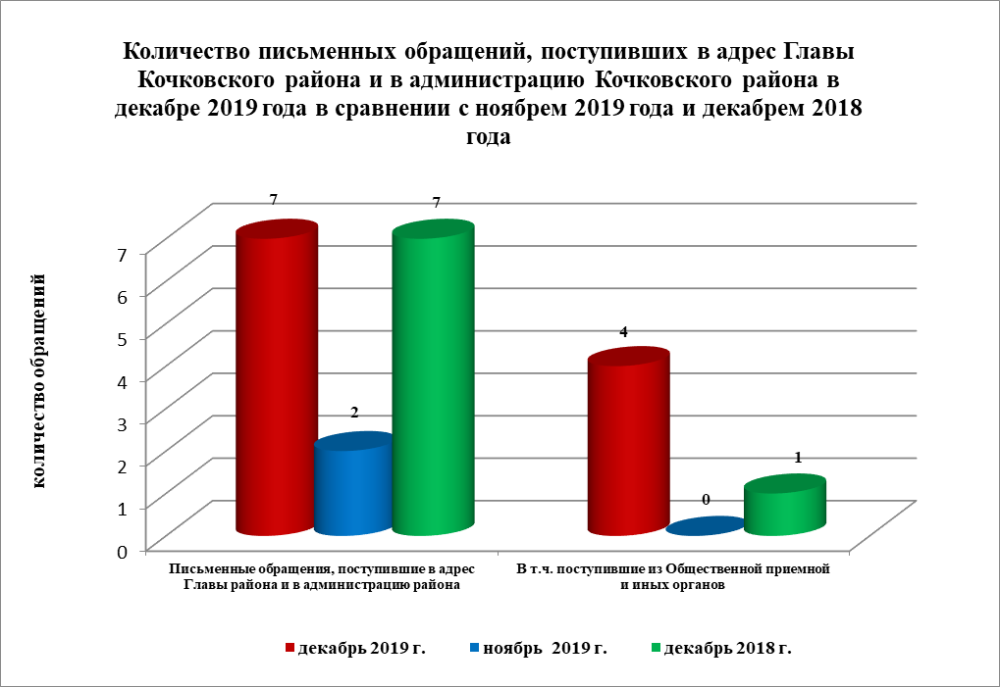 Количество письменных обращений, поступивших в адрес Главы
Кочковского района и в администрацию Кочковского района в
декабре 2019 года в сравнении с ноябрем 2019 года и декабрем 2018
года
количество обращений
7
6
5
4
3
2
1
0
7
2
7
4
0
1
Письменные обращения, поступившие в адрес
Главы района и в администрацию района
В т.ч. поступившие из Общественной приемной
и иных органов
декабрь 2019 г.
ноябрь 2019 г.
декабрь 2018 г.